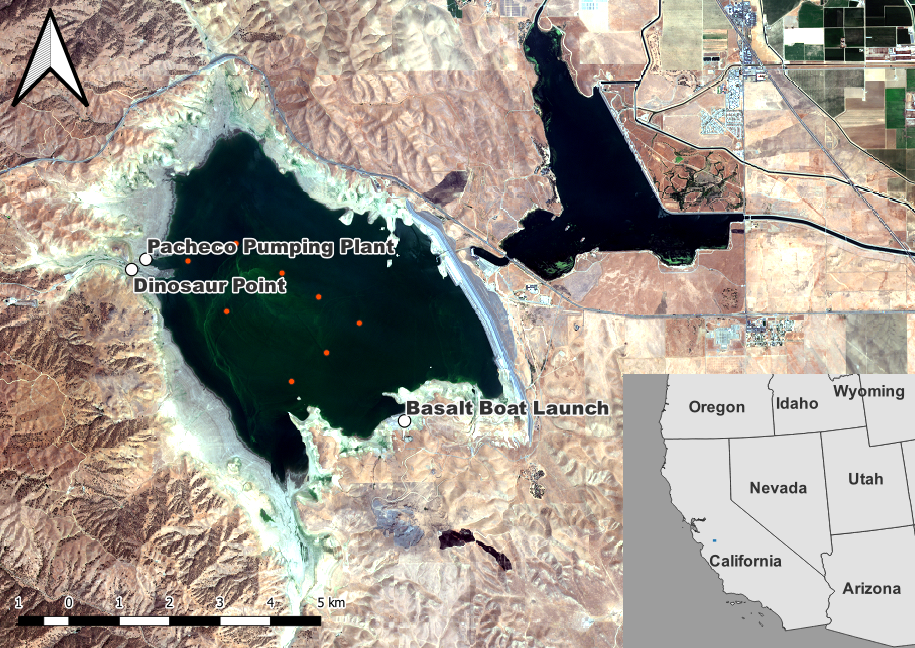 Pacheco Pumping Plant
Dinosaur Point
Basalt Boat Launch
Oregon
Idaho
Wyoming
Nevada
Utah
California
Arizona
1 0 1 2 3 4 5 km